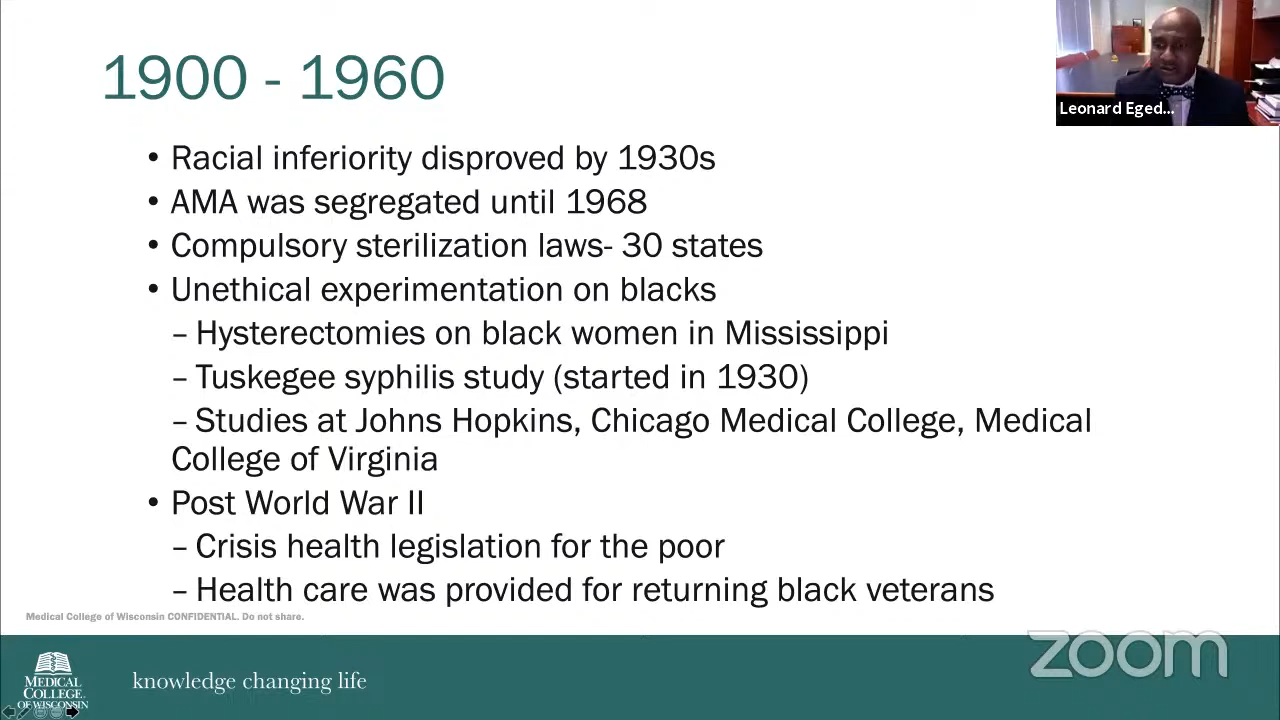 1900 - 1960
Leonard Eged...
• Racial inferiority disproved by 1930s
• AMA was segregated until 1968
• Compulsory sterilization laws- 30 states
• Unethical experimentation on blacks
– Hysterectomies on black women in Mississippi
– Tuskegee syphilis study (started in 1930)
– Studies at Johns Hopkins, Chicago Medical College, Medical
College of Virginia
• Post World War II
– Crisis health legislation for the poor
– Health care was provided for returning black veterans
Medical College of Wisconsin CONFIDENTIAL. Do not share.
zoom
MEDICAL
COLLEGE
OF WISCONSIN
knowledge changing life